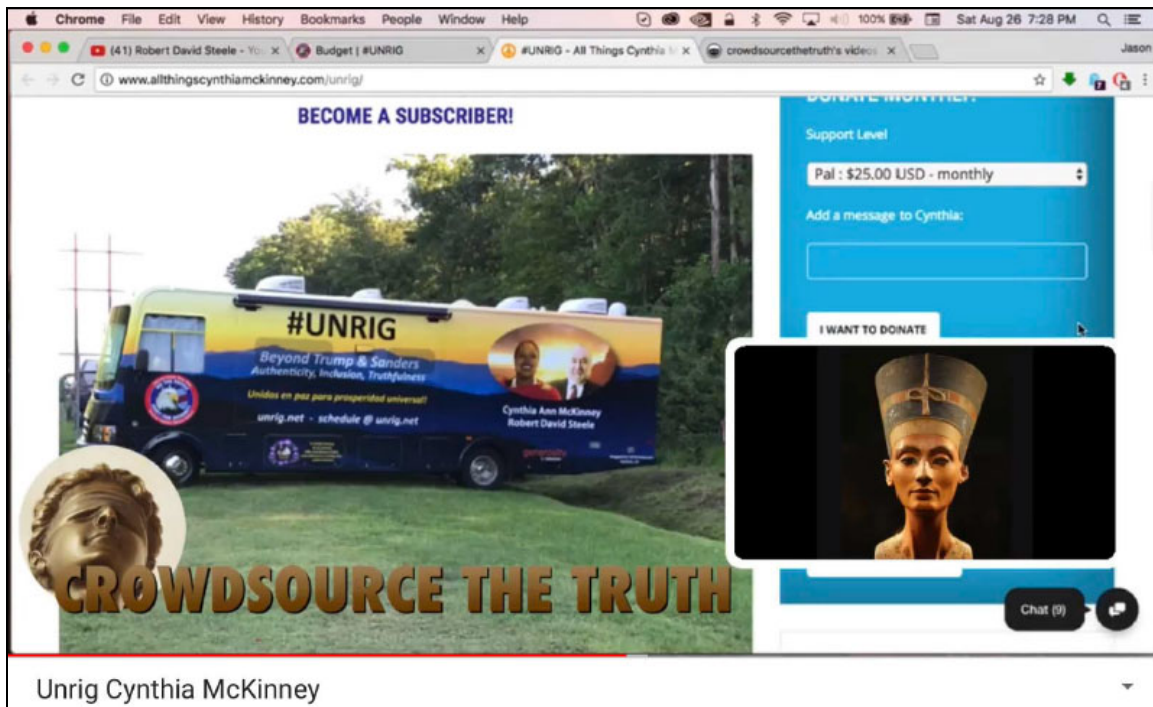 Chrome File Edit View History Bookmarks People Window Help 100% Sat Aug 26 7:28 PM
(41) Robert David Steele - Yo × Budget | #UNRIG × #UNRIG - All Things Cynthia M × crowdsourcethetruth's videos × Jason
www.allthingscynthiamckinney.com/unrig/
BECOME A SUBSCRIBER!
DONATE MONTHLY:
Support Level
Pal : $25.00 USD - monthly
Add a message to Cynthia:
I WANT TO DONATE
#UNRIG
Beyond Trump & Sanders
Authenticity, Inclusion, Truthfulness
Unidos en paz para prosperidad universal!!
unrig.net - schedule @ unrig.net
Cynthia Ann McKinney
Robert David Steele
generosity
CROWDSOURCE THE TRUTH
Chat (9)
Unrig Cynthia McKinney